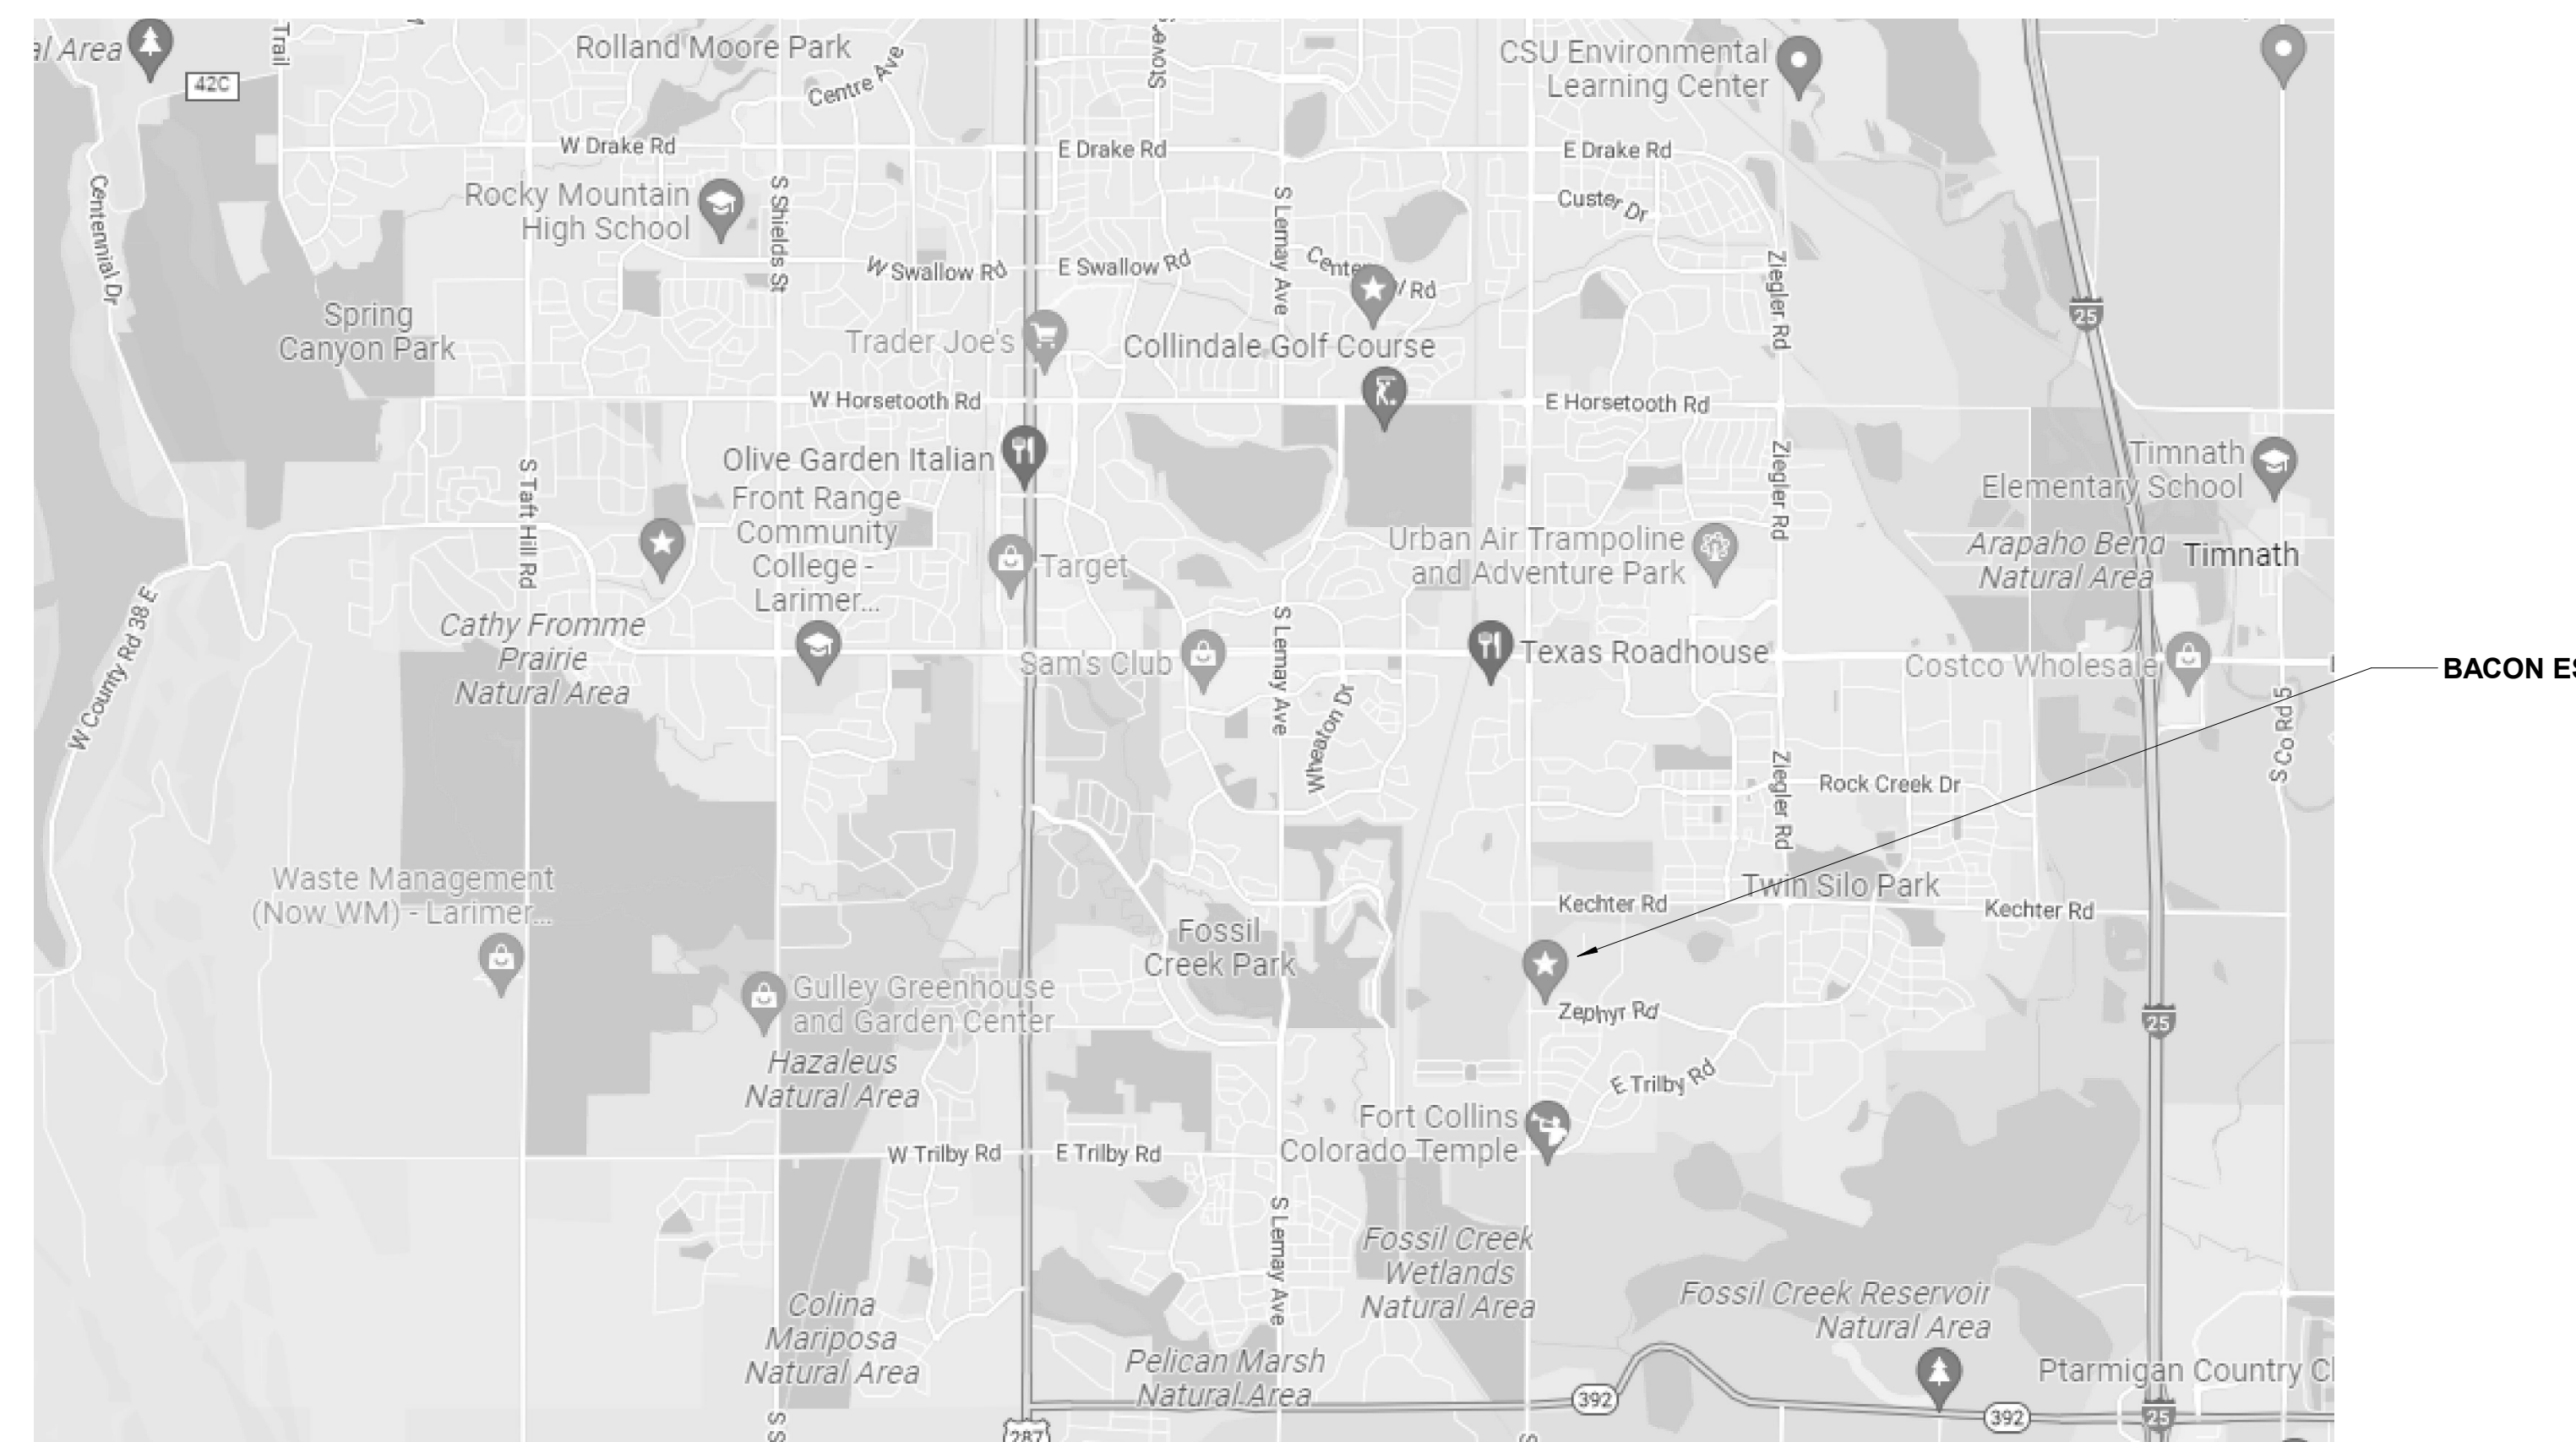 al Area
Trail
Rolland Moore Park
Centre Ave
Stover
CSU Environmental
Learning Center
42C
W Drake Rd
E Drake Rd
E Drake Rd
Centennial Dr
Rocky Mountain
High School
S Shields St
S Lemay Ave
Custer Dr
W Swallow Rd
E Swallow Rd
Rd
Ziegler Rd
25
Spring
Canyon Park
Trader Joe's
Collindale Golf Course
W Horsetooth Rd
E Horsetooth Rd
Olive Garden Italian
Ziegler Rd
Timnath
Elementary School
S Taft Hill Rd
Front Range
Community
College -
Larimer...
Target
Urban Air Trampoline
and Adventure Park
Arapaho Bend
Natural Area
Timnath
W County Rd 38 E
Cathy Fromme
Prairie
Natural Area
Sam's Club
S Lemay Ave
Wheaton Dr
Texas Roadhouse
Costco Wholesale
BACON ES
S Co Rd 5
Ziegler Rd
Rock Creek Dr
Waste Management
(Now WM) - Larimer...
Twin Silo Park
Kechter Rd
Kechter Rd
Fossil
Creek Park
Gulley Greenhouse
and Garden Center
Zephyr Rd
25
Hazaleus
Natural Area
E Trilby Rd
Fort Collins
Colorado Temple
W Trilby Rd
E Trilby Rd
S Lemay Ave
Fossil Creek
Wetlands
Natural Area
Colina
Mariposa
Natural Area
Fossil Creek Reservoir
Natural Area
Pelican Marsh
Natural Area
Ptarmigan Country Cl
392
392
25
287
S
S